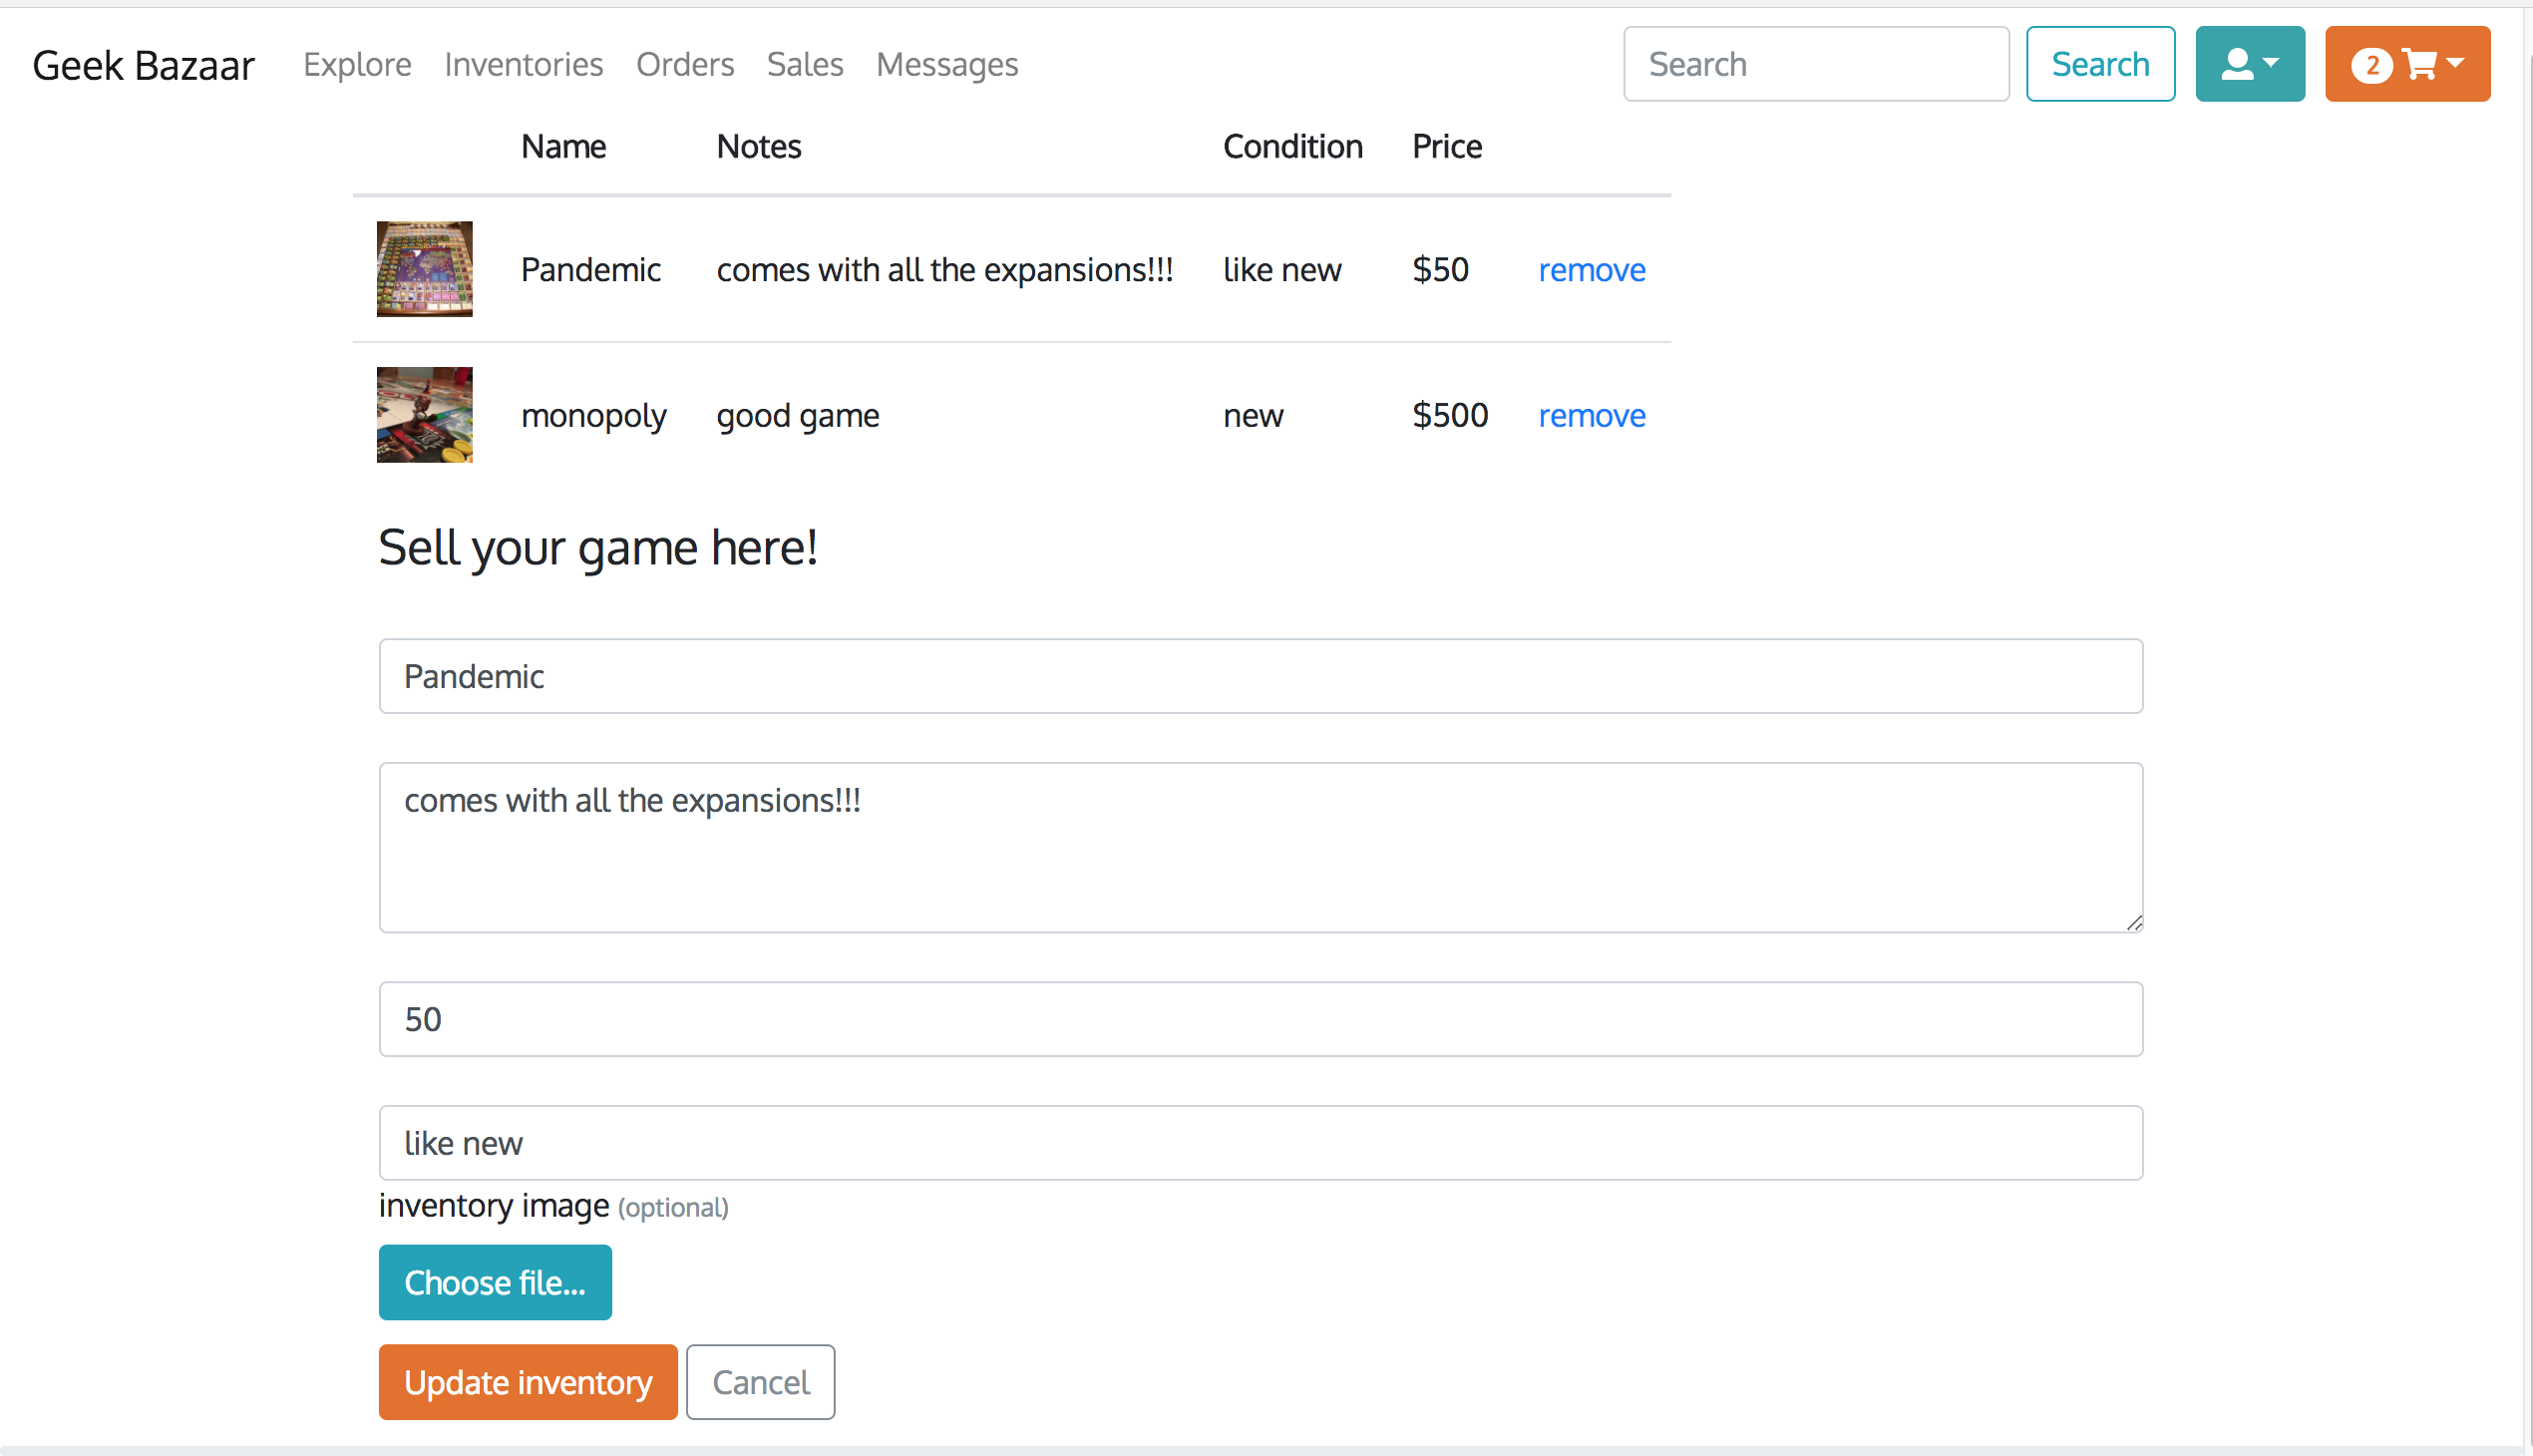 Geek Bazaar Explore Inventories Orders Sales Messages Search Search 2
Name Notes Condition Price
Pandemic comes with all the expansions!!! like new $50 remove
monopoly good game new $500 remove
Sell your game here!
Pandemic
comes with all the expansions!!!
50
like new
inventory image (optional)
Choose file...
Update inventory Cancel